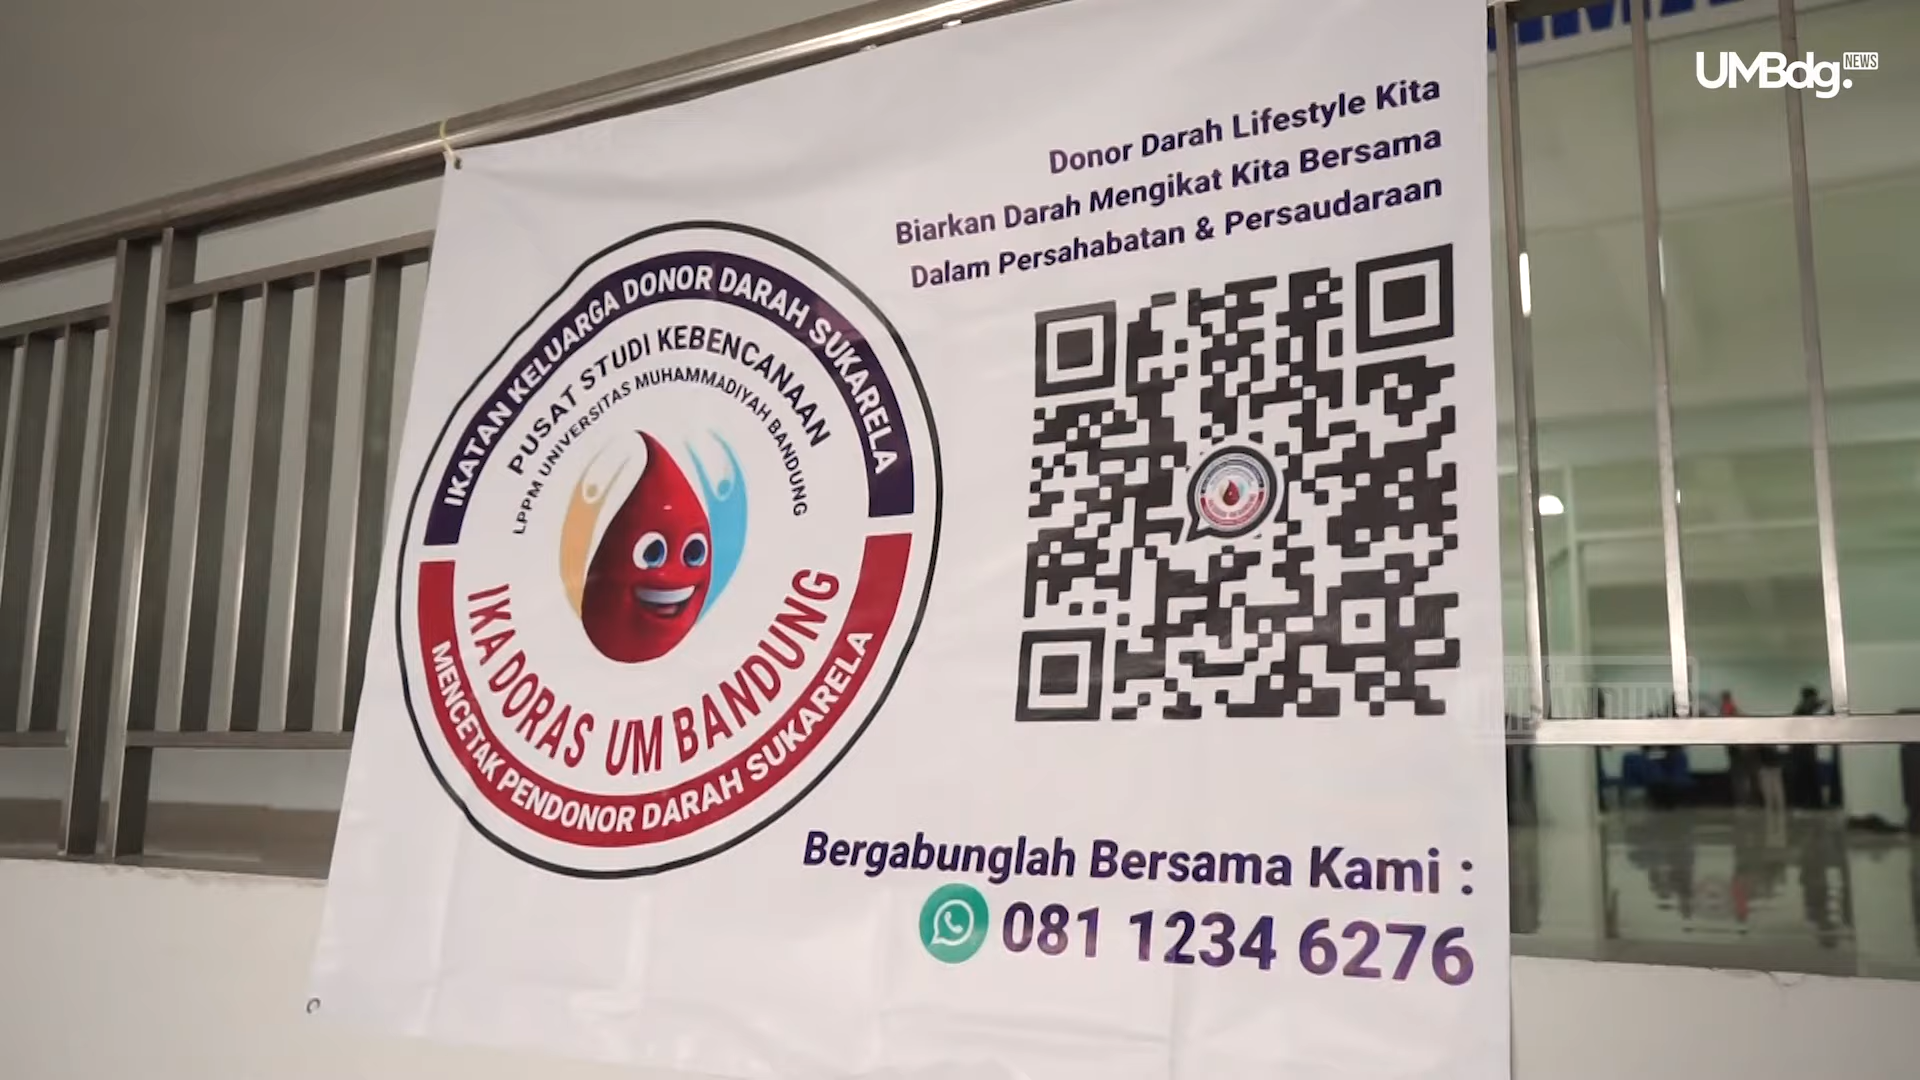 UMBdg.
NEWS
Donor Darah Lifestyle Kita
Biarkan Darah Mengikat Kita Bersama
Dalam Persahabatan & Persaudaraan
IKATAN KELUARGA DONOR DARAH SUKARELA
PUSAT STUDI KEBENCANAAN
LPPM UNIVERSITAS MUHAMMADIYAH BANDUNG
IKA DORAS UM BANDUNG
MENCETAK PENDONOR DARAH SUKARELA
Bergabunglah Bersama Kami :
081 1234 6276